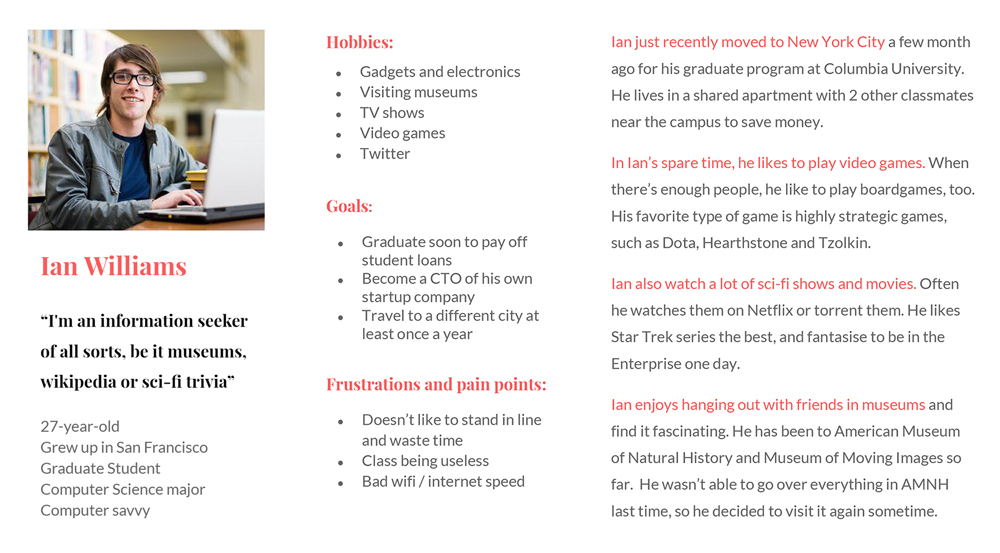 Ian Williams
“I'm an information seeker
of all sorts, be it museums,
wikipedia or sci-fi trivia”
27-year-old
Grew up in San Francisco
Graduate Student
Computer Science major
Computer savvy
Hobbies:
• Gadgets and electronics
• Visiting museums
• TV shows
• Video games
• Twitter
Goals:
• Graduate soon to pay off
student loans
• Become a CTO of his own
startup company
• Travel to a different city at
least once a year
Frustrations and pain points:
• Doesn’t like to stand in line
and waste time
• Class being useless
• Bad wifi / internet speed
Ian just recently moved to New York City a few month
ago for his graduate program at Columbia University.
He lives in a shared apartment with 2 other classmates
near the campus to save money.
In Ian’s spare time, he likes to play video games. When
there’s enough people, he like to play boardgames, too.
His favorite type of game is highly strategic games,
such as Dota, Hearthstone and Tzolkin.
Ian also watch a lot of sci-fi shows and movies. Often
he watches them on Netflix or torrent them. He likes
Star Trek series the best, and fantasise to be in the
Enterprise one day.
Ian enjoys hanging out with friends in museums and
find it fascinating. He has been to American Museum
of Natural History and Museum of Moving Images so
far. He wasn’t able to go over everything in AMNH
last time, so he decided to visit it again sometime.